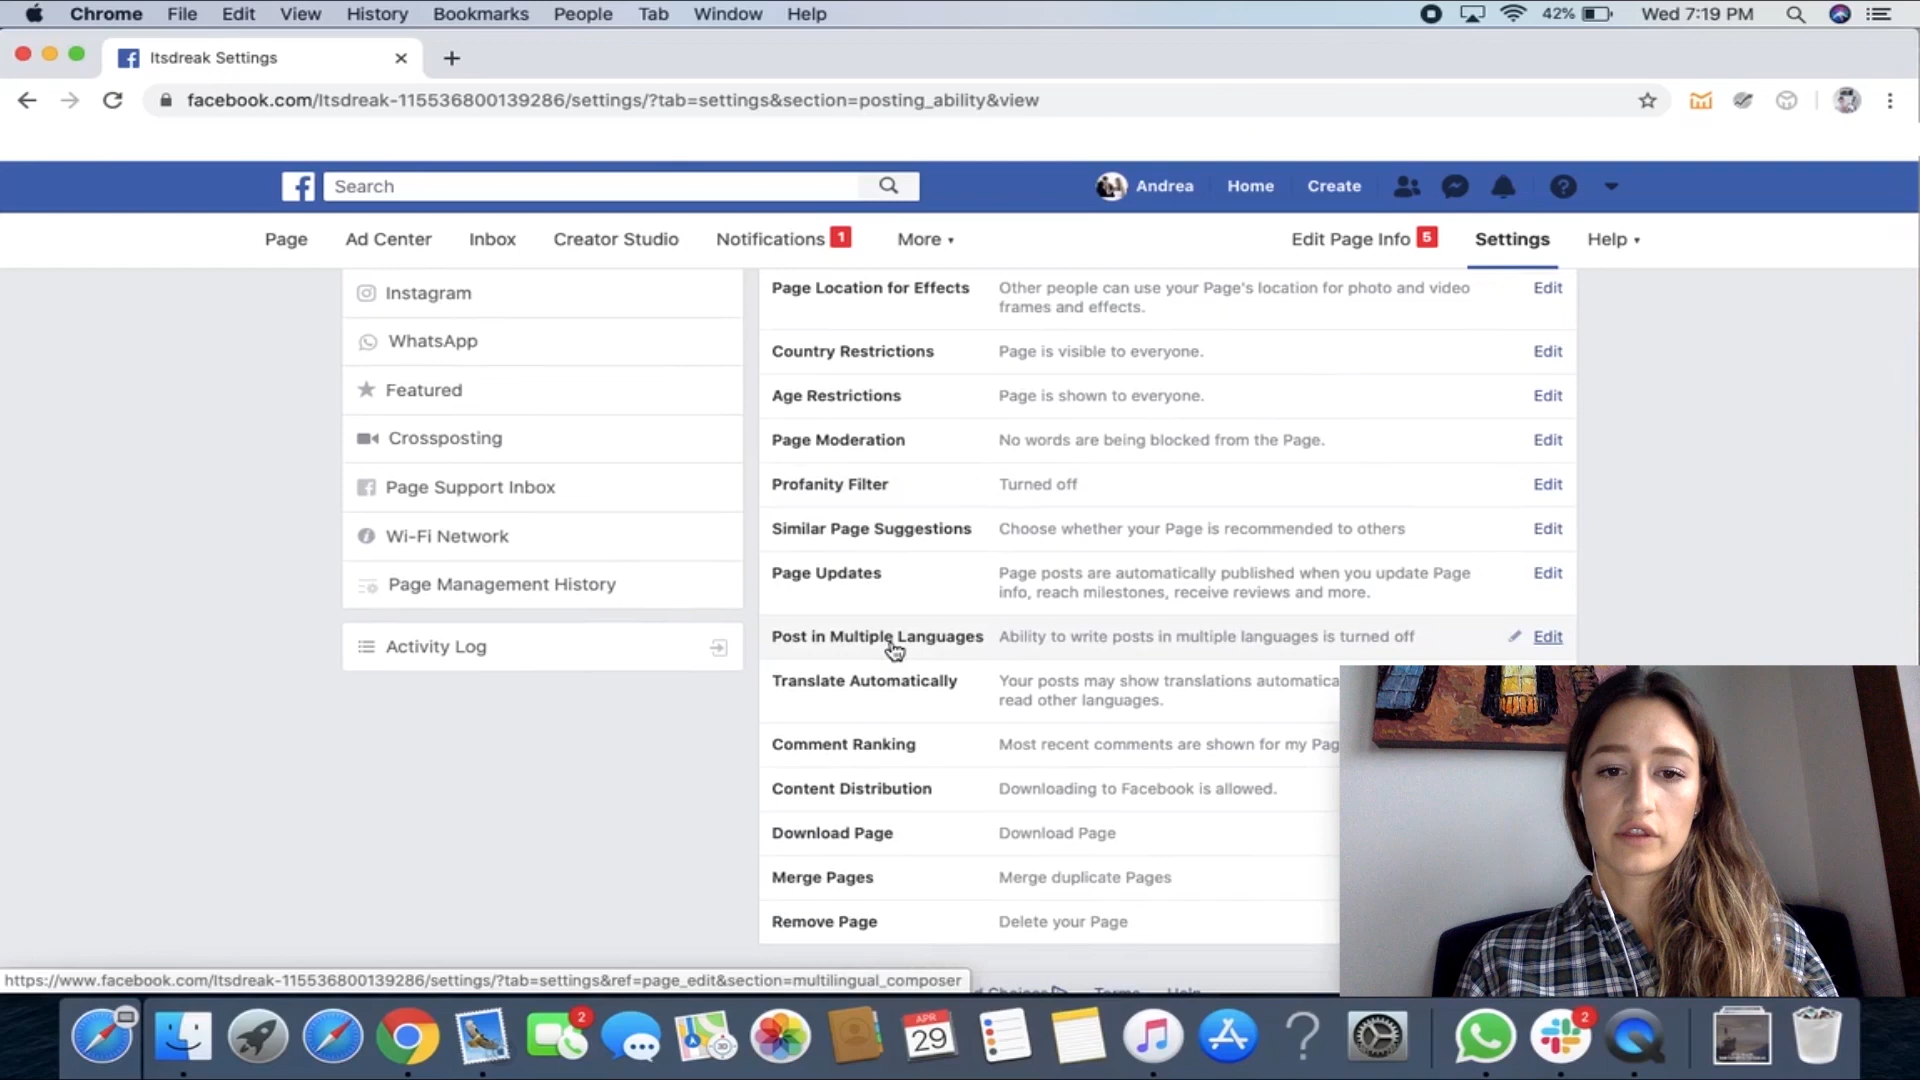 Chrome File Edit View History Bookmarks People Tab Window Help
42% Wed 7:19 PM
Itsdreak Settings
facebook.com/Itsdreak-115536800139286/settings/?tab=settings&section=posting_ability&view
Search
Andrea Home Create
Page Ad Center Inbox Creator Studio Notifications 1 More
Edit Page Info 5 Settings Help
Instagram
WhatsApp
Featured
Crossposting
Page Support Inbox
Wi-Fi Network
Page Management History
Activity Log
Page Location for Effects Other people can use your Page's location for photo and video Edit
frames and effects.
Country Restrictions Page is visible to everyone. Edit
Age Restrictions Page is shown to everyone. Edit
Page Moderation No words are being blocked from the Page. Edit
Profanity Filter Turned off Edit
Similar Page Suggestions Choose whether your Page is recommended to others Edit
Page Updates Page posts are automatically published when you update Page Edit
info, reach milestones, receive reviews and more.
Post in Multiple Languages Ability to write posts in multiple languages is turned off Edit
Translate Automatically Your posts may show translations automatica
read other languages.
Comment Ranking Most recent comments are shown for my Pag
Content Distribution Downloading to Facebook is allowed.
Download Page Download Page
Merge Pages Merge duplicate Pages
Remove Page Delete your Page
https://www.facebook.com/Itsdreak-115536800139286/settings/?tab=settings&ref=page_edit&section=multilingual_composer
Choices Terms Help
2
3D
APR
29
2